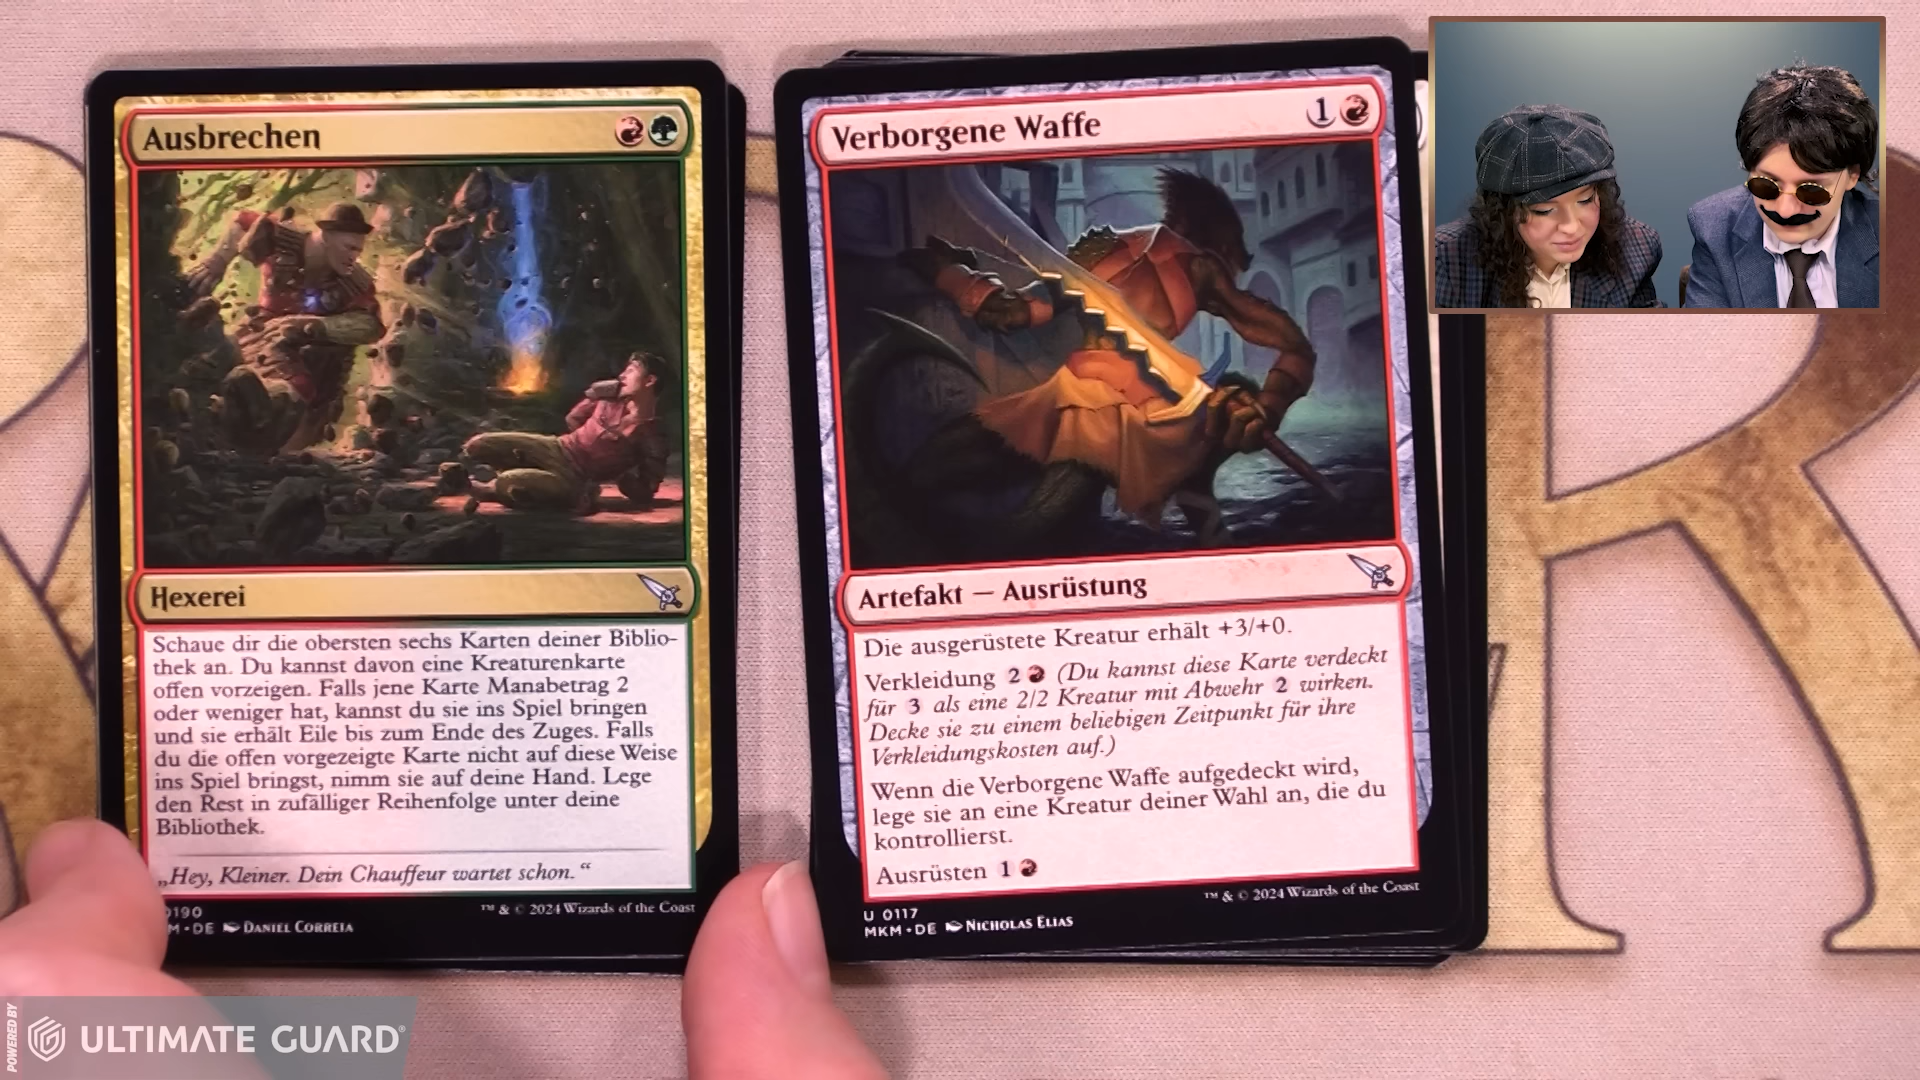 Ausbrechen
Hexerei
Schaue dir die obersten sechs Karten deiner Biblio-
thek an. Du kannst davon eine Kreaturenkarte
offen vorzeigen. Falls jene Karte Manabetrag 2
oder weniger hat, kannst du sie ins Spiel bringen
und sie erhält Eile bis zum Ende des Zuges. Falls
du die offen vorgezeigte Karte nicht auf diese Weise
ins Spiel bringst, nimm sie auf deine Hand. Lege
den Rest in zufälliger Reihenfolge unter deine
Bibliothek.
„Hey, Kleiner. Dein Chauffeur wartet schon.“
0190
M • DE DANIEL CORREIA
™ & © 2024 Wizards of the Coast
Verborgene Waffe 1
Artefakt — Ausrüstung
Die ausgerüstete Kreatur erhält +3/+0.
Verkleidung 2 (Du kannst diese Karte verdeckt
für 3 als eine 2/2 Kreatur mit Abwehr 2 wirken.
Decke sie zu einem beliebigen Zeitpunkt für ihre
Verkleidungskosten auf.)
Wenn die Verborgene Waffe aufgedeckt wird,
lege sie an eine Kreatur deiner Wahl an, die du
kontrollierst.
Ausrüsten 1
U 0117
MKM • DE NICHOLAS ELIAS
™ & © 2024 Wizards of the Coast
POWERED BY
ULTIMATE GUARD®